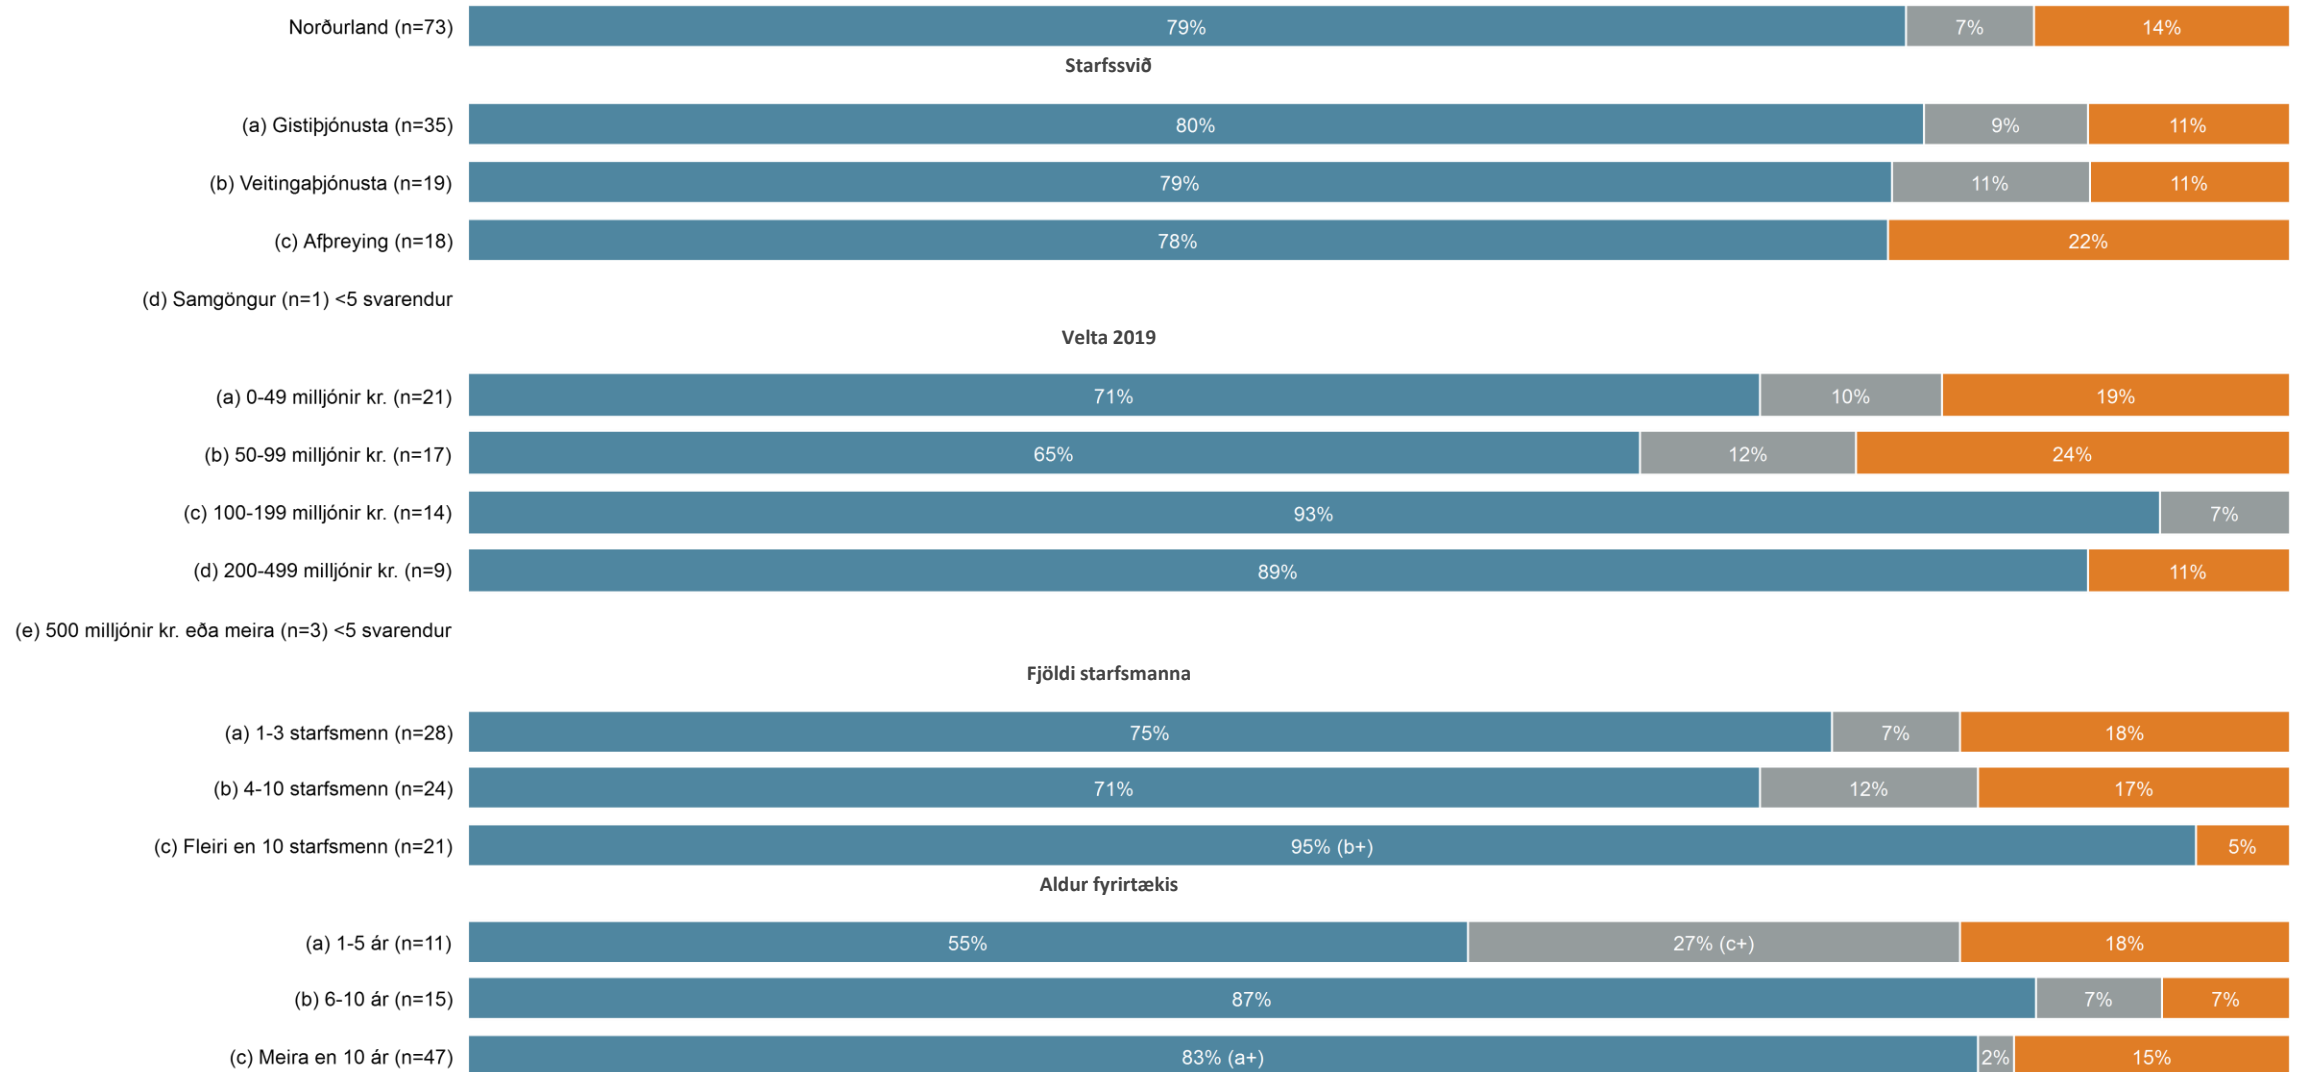 Norðurland (n=73) 79% 7% 14%
Starfssvið
(a) Gistiþjónusta (n=35) 80% 9% 11%
(b) Veitingaþjónusta (n=19) 79% 11% 11%
(c) Afþreying (n=18) 78% 22%
(d) Samgöngur (n=1) <5 svarendur
Velta 2019
(a) 0-49 milljónir kr. (n=21) 71% 10% 19%
(b) 50-99 milljónir kr. (n=17) 65% 12% 24%
(c) 100-199 milljónir kr. (n=14) 93% 7%
(d) 200-499 milljónir kr. (n=9) 89% 11%
(e) 500 milljónir kr. eða meira (n=3) <5 svarendur
Fjöldi starfsmanna
(a) 1-3 starfsmenn (n=28) 75% 7% 18%
(b) 4-10 starfsmenn (n=24) 71% 12% 17%
(c) Fleiri en 10 starfsmenn (n=21) 95% (b+) 5%
Aldur fyrirtækis
(a) 1-5 ár (n=11) 55% 27% (c+) 18%
(b) 6-10 ár (n=15) 87% 7% 7%
(c) Meira en 10 ár (n=47) 83% (a+) 2% 15%